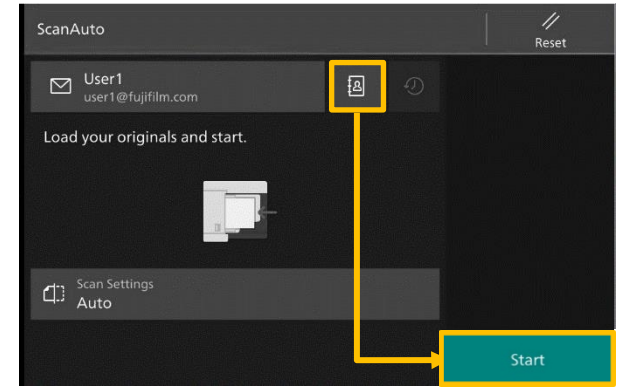 ScanAuto
Reset
User1
user1@fujifilm.com
Load your originals and start.
Scan Settings
Auto
Start